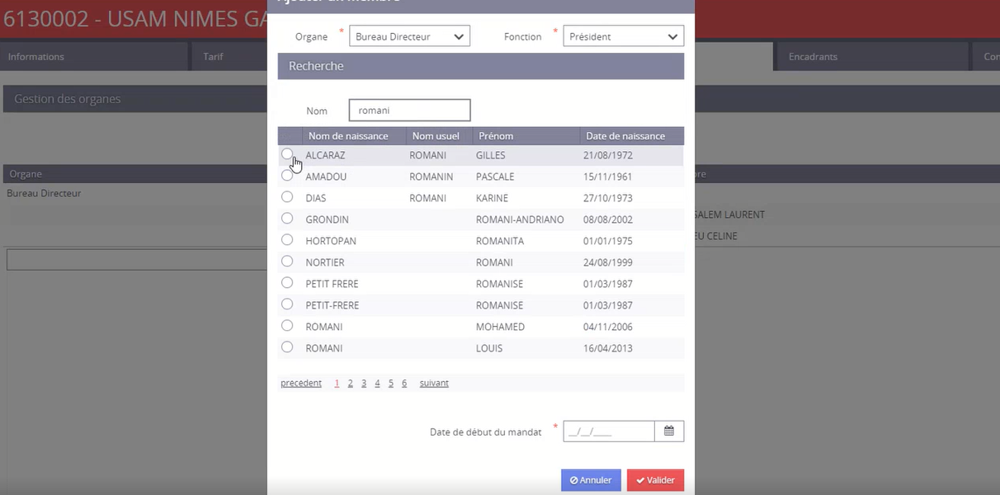 6130002 - USAM NIMES GA
Ajouter un membre
Organe * Bureau Directeur Fonction * Président
Informations Tarif Encadrants Con
Recherche
Gestion des organes
Nom romani
Nom de naissance Nom usuel Prénom Date de naissance
ALCARAZ ROMANI GILLES 21/08/1972
Organe bre
AMADOU ROMANIN PASCALE 15/11/1961
Bureau Directeur
DIAS ROMANI KARINE 27/10/1973
GRONDIN ROMANI-ANDRIANO 08/08/2002
GALEM LAURENT
HORTOPAN ROMANITA 01/01/1975
EU CELINE
NORTIER ROMANI 24/08/1999
PETIT FRERE ROMANISE 01/03/1987
PETIT-FRERE ROMANISE 01/03/1987
ROMANI MOHAMED 04/11/2006
ROMANI LOUIS 16/04/2013
précédent 1 2 3 4 5 6 suivant
Date de début du mandat * __/__/____
Annuler Valider